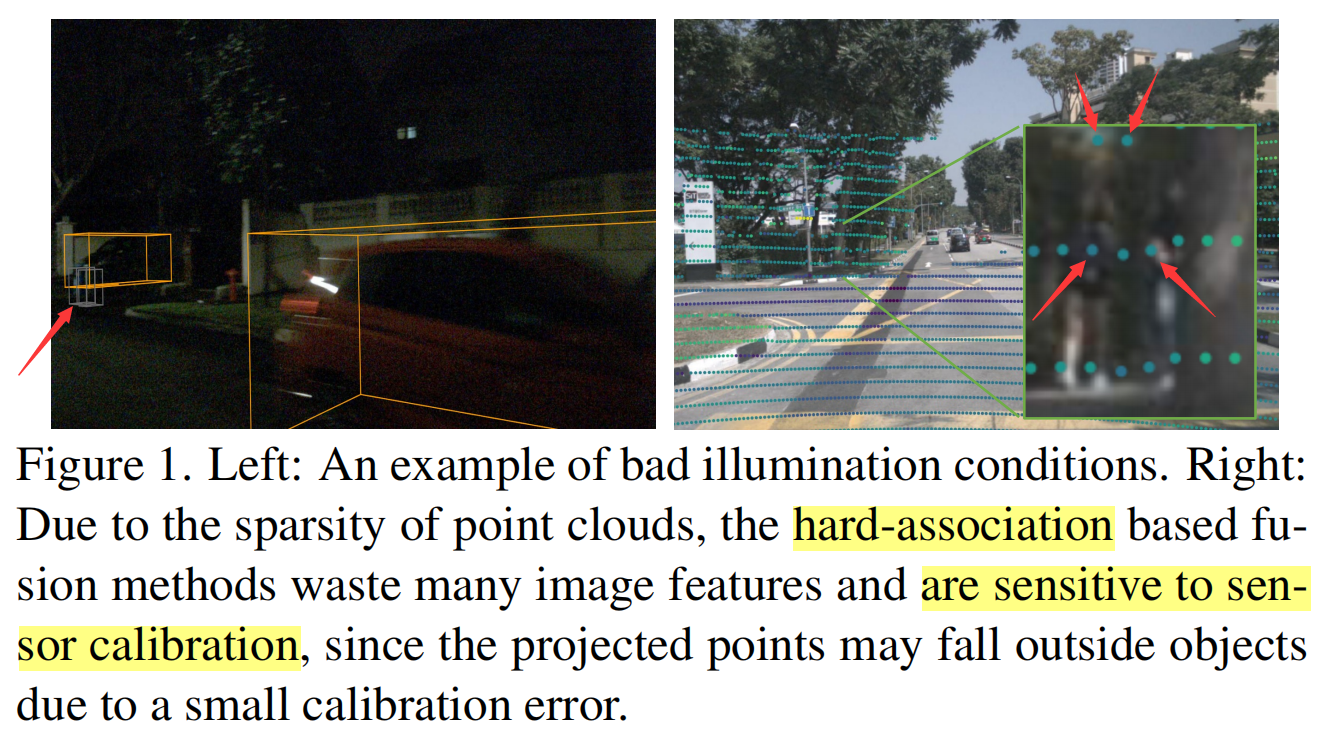 Figure 1. Left: An example of bad illumination conditions. Right:
Due to the sparsity of point clouds, the hard-association based fu-
sion methods waste many image features and are sensitive to sen-
sor calibration, since the projected points may fall outside objects
due to a small calibration error.